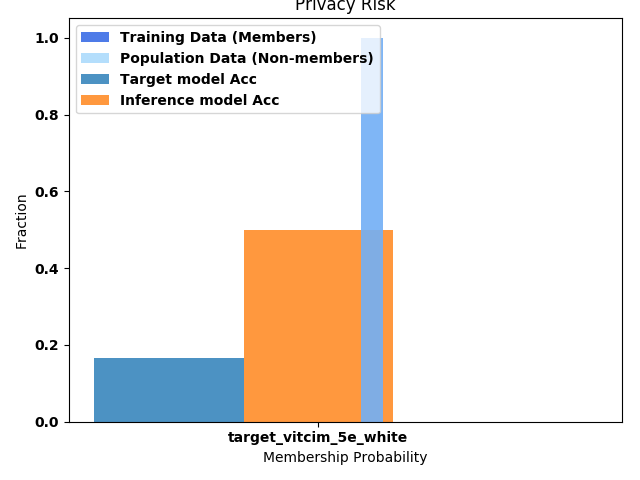 Privacy Risk
Training Data (Members)
Population Data (Non-members)
Target model Acc
Inference model Acc
1.0
0.8
0.6
0.4
0.2
0.0
Fraction
target_vitcim_5e_white
Membership Probability